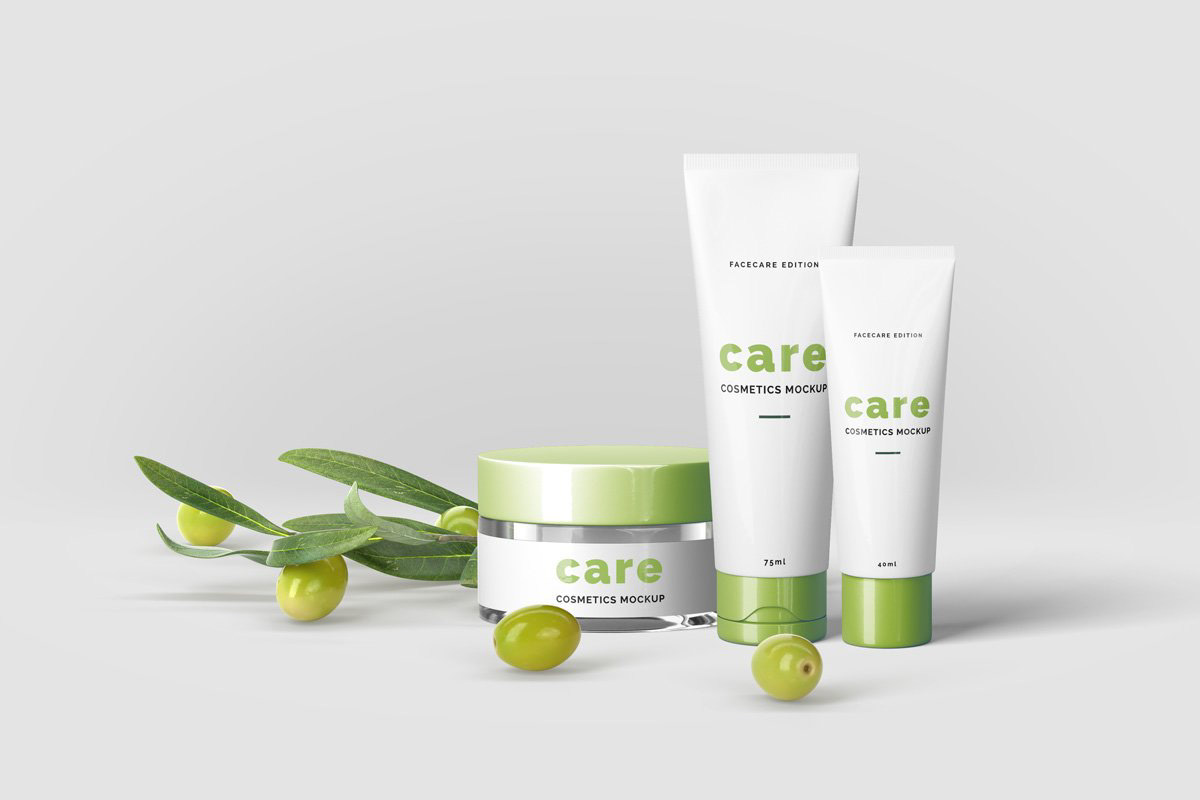 FACECARE EDITION
care
COSMETICS MOCKUP
75ml
FACECARE EDITION
care
COSMETICS MOCKUP
40ml
care
COSMETICS MOCKUP